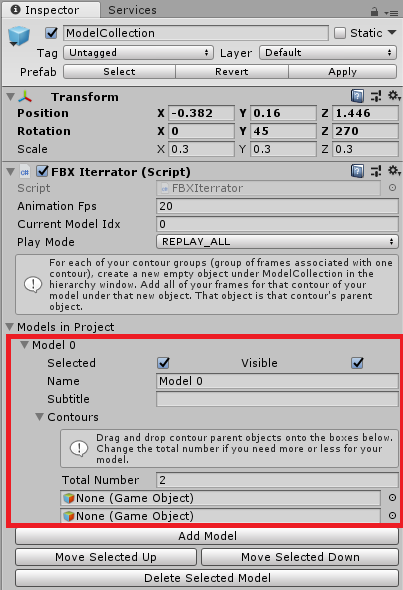 Inspector Services
ModelCollection Static
Tag Untagged Layer Default
Prefab Select Revert Apply
Transform
Position X -0.382 Y 0.16 Z 1.446
Rotation X 0 Y 45 Z 270
Scale X 0.3 Y 0.3 Z 0.3
FBX Iterrator (Script)
Script FBXIterrator
Animation Fps 20
Current Model Idx 0
Play Mode REPLAY_ALL
For each of your contour groups (group of frames associated with one
contour), create a new empty object under ModelCollection in the
hierarchy window. Add all of your frames for that contour of your
model under that new object. That object is that contour's parent
object.
Models in Project
Model 0
Selected Visible
Name Model 0
Subtitle
Contours
Drag and drop contour parent objects onto the boxes below.
Change the total number if you need more or less for your
model.
Total Number 2
None (Game Object)
None (Game Object)
Add Model
Move Selected Up Move Selected Down
Delete Selected Model